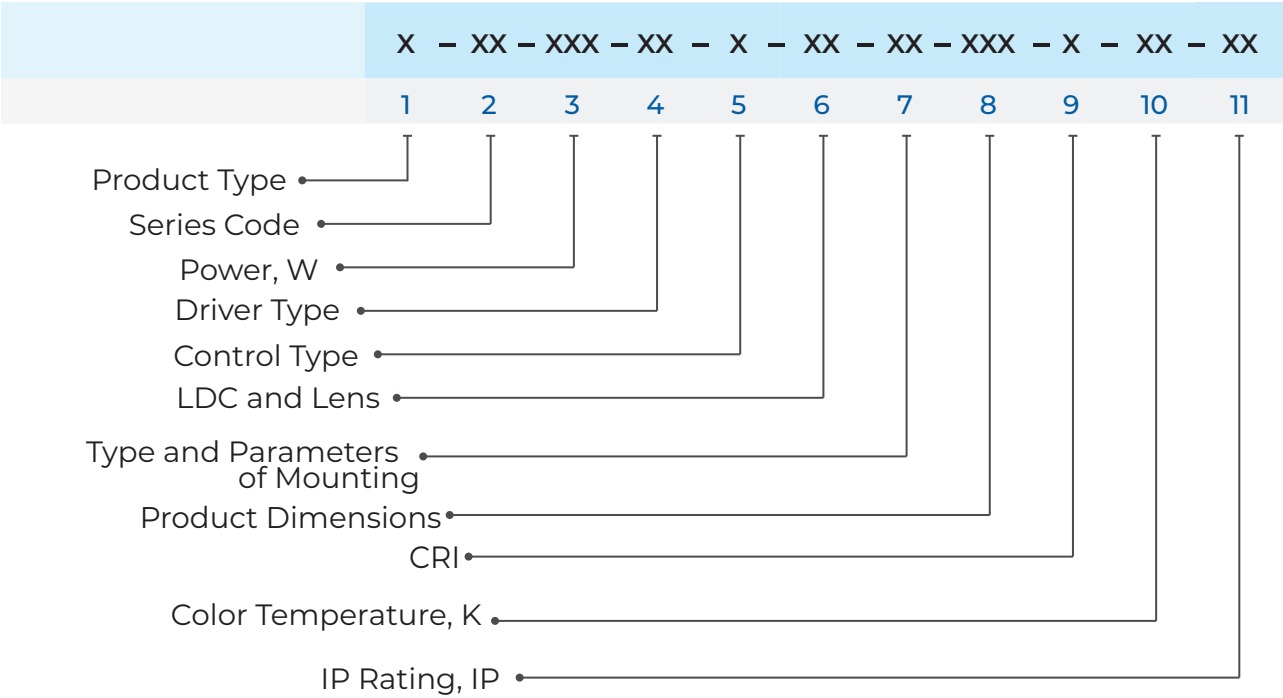 X – XX – XXX – XX – X – XX – XX – XXX – X – XX – XX
1 2 3 4 5 6 7 8 9 10 11
Product Type
Series Code
Power, W
Driver Type
Control Type
LDC and Lens
Type and Parameters
of Mounting
Product Dimensions
CRI
Color Temperature, K
IP Rating, IP